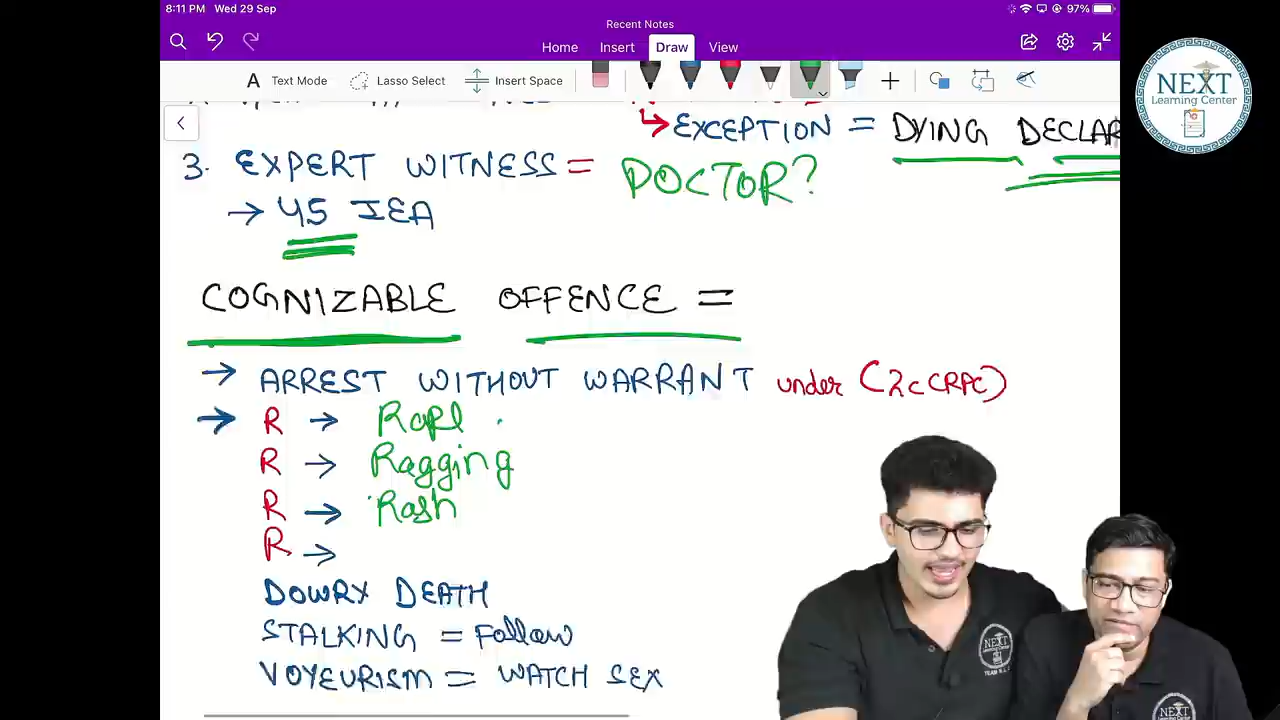 8:11 PM Wed 29 Sep
97%
Recent Notes
Home Insert Draw View
Text Mode Lasso Select Insert Space
EXCEPTION = DYING DECLAR
3. EXPERT WITNESS = DOCTOR?
→ 45 IEA
COGNIZABLE OFFENCE =
→ ARREST WITHOUT WARRANT under (2c CRPC)
→ R → Rape
R → Ragging
R → Rash
R →
DOWRY DEATH
STALKING = Follow
VOYEURISM = WATCH SEX
NEXT
Learning Center
NEXT
NEXT